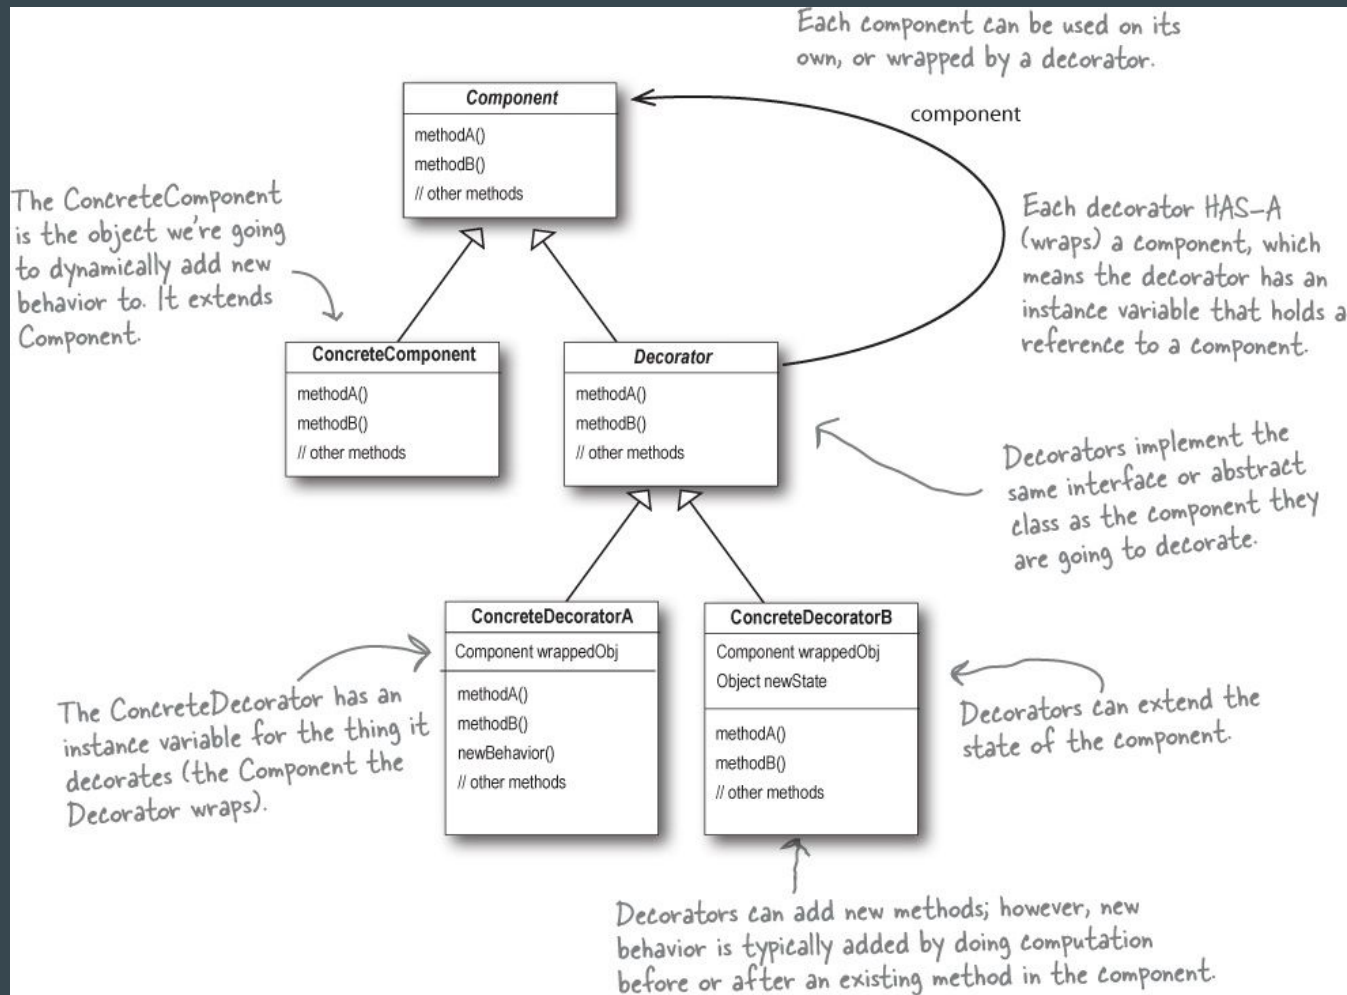 Each component can be used on its
own, or wrapped by a decorator.
Component
methodA()
methodB()
// other methods
component
The ConcreteComponent
is the object we're going
to dynamically add new
behavior to. It extends
Component.
Each decorator HAS-A
(wraps) a component, which
means the decorator has an
instance variable that holds a
reference to a component.
ConcreteComponent
methodA()
methodB()
// other methods
Decorator
methodA()
methodB()
// other methods
Decorators implement the
same interface or abstract
class as the component they
are going to decorate.
ConcreteDecoratorA
Component wrappedObj
methodA()
methodB()
newBehavior()
// other methods
ConcreteDecoratorB
Component wrappedObj
Object newState
methodA()
methodB()
// other methods
The ConcreteDecorator has an
instance variable for the thing it
decorates (the Component the
Decorator wraps).
Decorators can extend the
state of the component.
Decorators can add new methods; however, new
behavior is typically added by doing computation
before or after an existing method in the component.